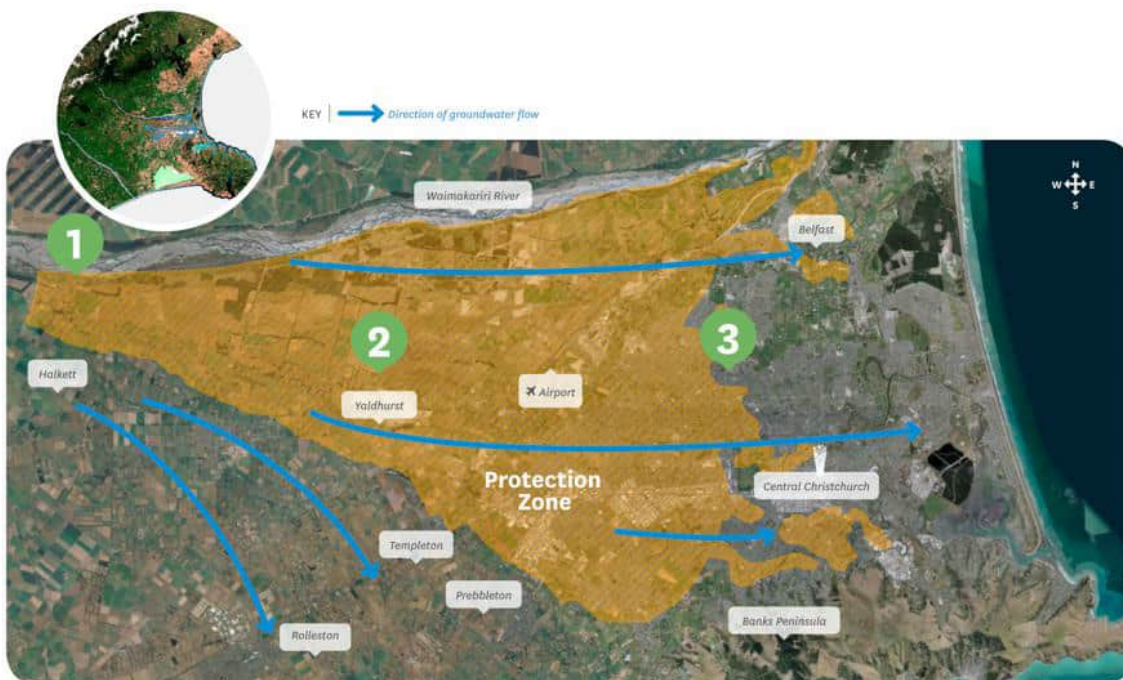 KEY
Direction of groundwater flow
N
W E
S
Waimakariri River
1
Belfast
2
3
Halkett
Airport
Yaldhurst
Protection
Zone
Central Christchurch
Templeton
Prebbleton
Banks Peninsula
Rolleston